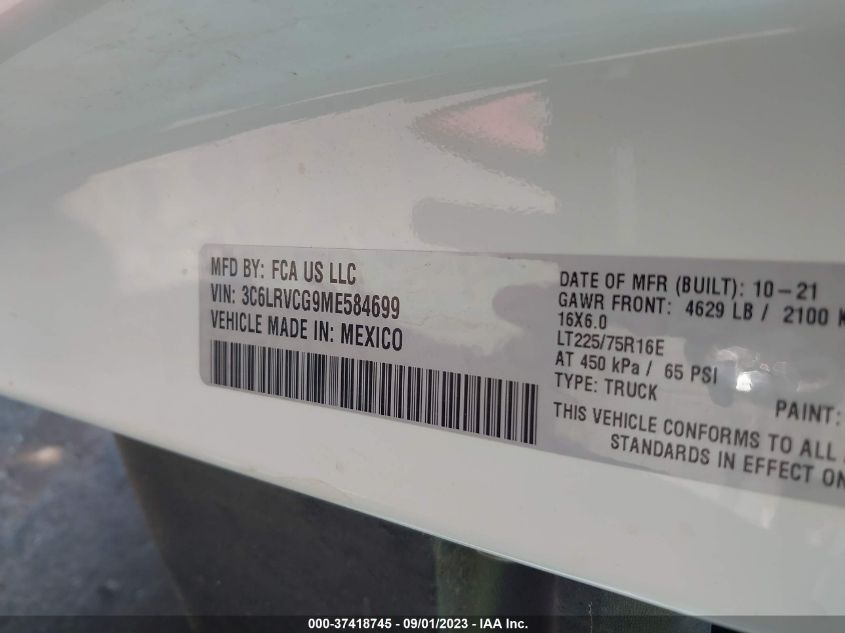 MFD BY: FCA US LLC
VIN: 3C6LRVCG9ME584699
VEHICLE MADE IN: MEXICO
DATE OF MFR (BUILT): 10-21
GAWR FRONT: 4629 LB / 2100 K
16X6.0
LT225/75R16E
AT 450 kPa / 65 PSI
TYPE: TRUCK
PAINT:
THIS VEHICLE CONFORMS TO ALL
STANDARDS IN EFFECT ON
000-37418745 - 09/01/2023 - IAA Inc.